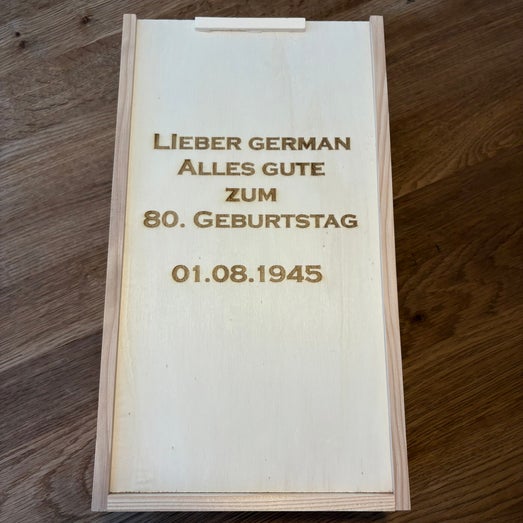 LIEBER GERMAN
ALLES GUTE
ZUM
80. GEBURTSTAG
01.08.1945